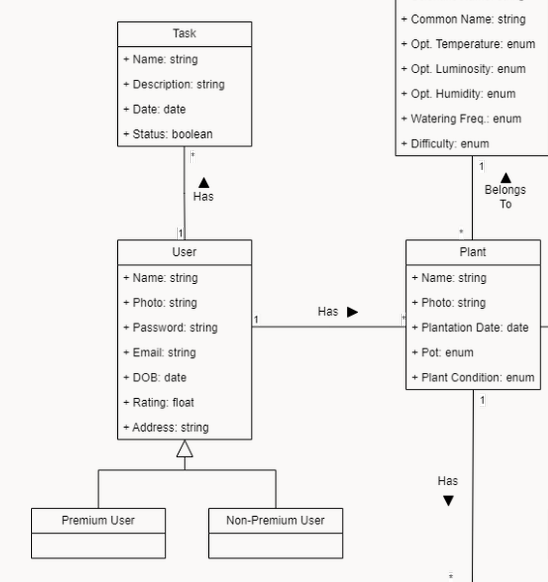 Task
+ Name: string
+ Description: string
+ Date: date
+ Status: boolean
*
Has
1
User
+ Name: string
+ Photo: string
+ Password: string
+ Email: string
+ DOB: date
+ Rating: float
+ Address: string
Premium User
Non-Premium User
1
Has
*
+ Common Name: string
+ Opt. Temperature: enum
+ Opt. Luminosity: enum
+ Opt. Humidity: enum
+ Watering Freq.: enum
+ Difficulty: enum
1
Belongs
To
*
Plant
+ Name: string
+ Photo: string
+ Plantation Date: date
+ Pot: enum
+ Plant Condition: enum
1
Has
*